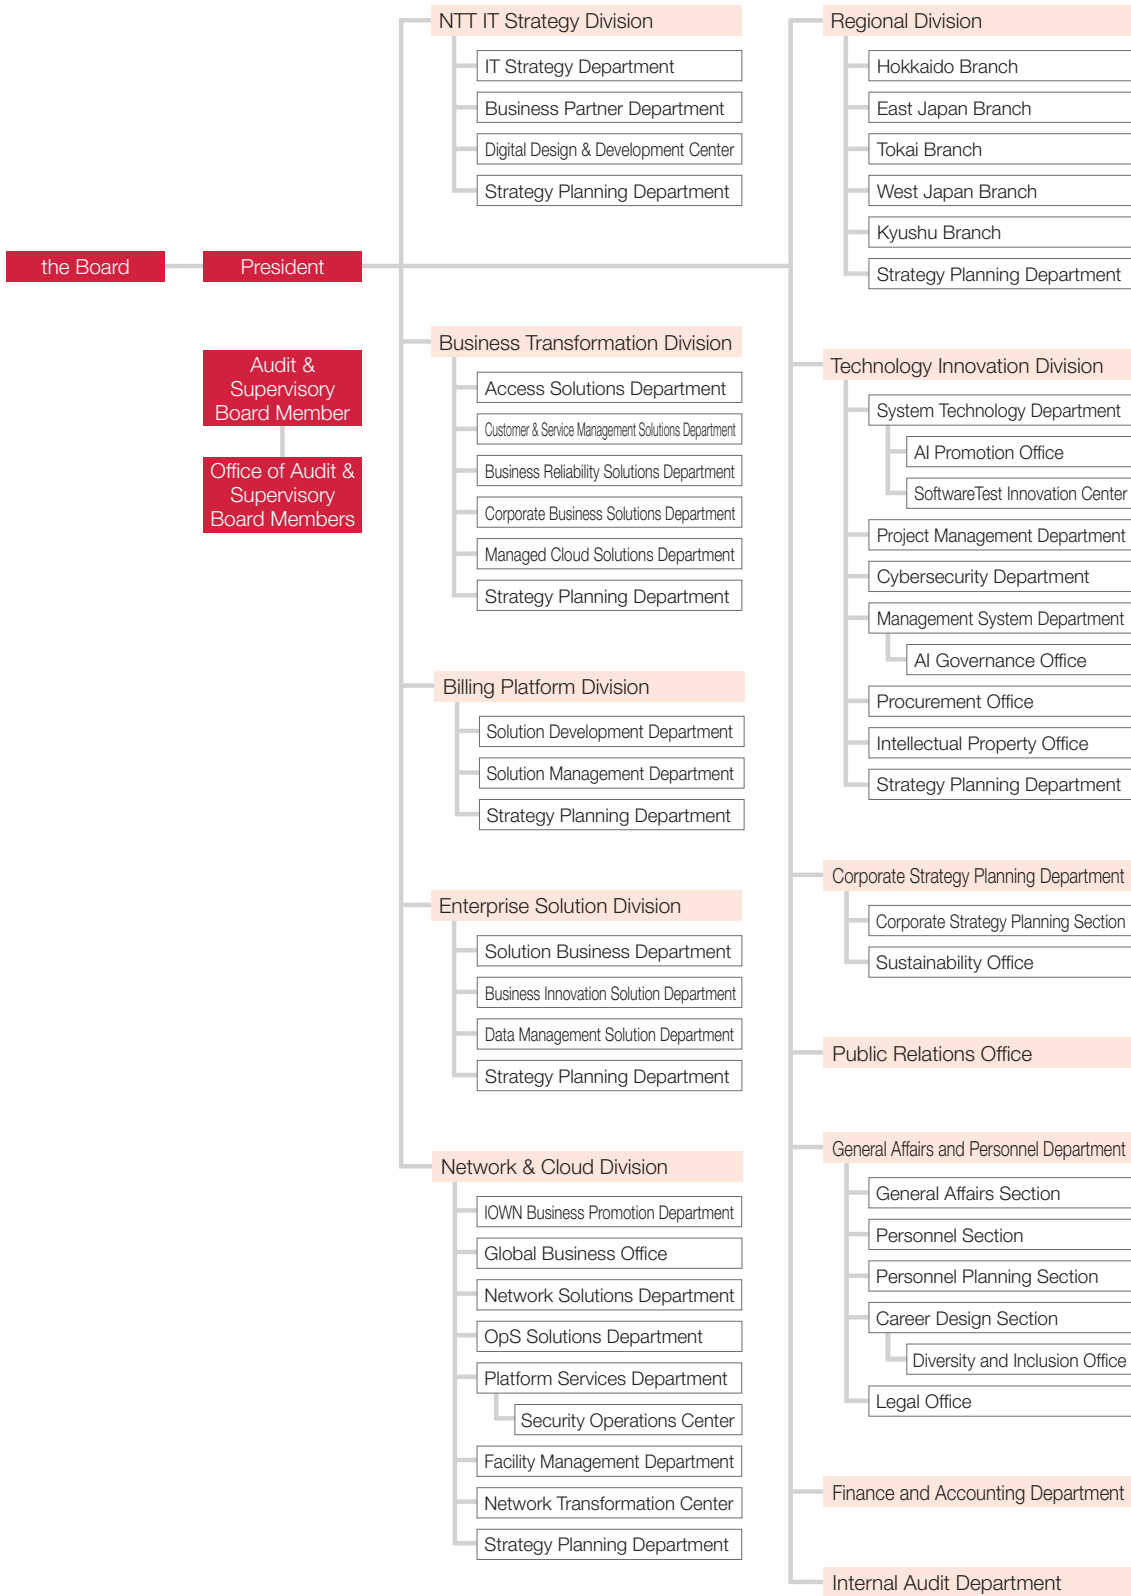 the Board
President
Audit &
Supervisory
Board Member
Office of Audit &
Supervisory
Board Members
NTT IT Strategy Division
IT Strategy Department
Business Partner Department
Digital Design & Development Center
Strategy Planning Department
Business Transformation Division
Access Solutions Department
Customer & Service Management Solutions Department
Business Reliability Solutions Department
Corporate Business Solutions Department
Managed Cloud Solutions Department
Strategy Planning Department
Billing Platform Division
Solution Development Department
Solution Management Department
Strategy Planning Department
Enterprise Solution Division
Solution Business Department
Business Innovation Solution Department
Data Management Solution Department
Strategy Planning Department
Network & Cloud Division
IOWN Business Promotion Department
Global Business Office
Network Solutions Department
OpS Solutions Department
Platform Services Department
Security Operations Center
Facility Management Department
Network Transformation Center
Strategy Planning Department
Regional Division
Hokkaido Branch
East Japan Branch
Tokai Branch
West Japan Branch
Kyushu Branch
Strategy Planning Department
Technology Innovation Division
System Technology Department
AI Promotion Office
SoftwareTest Innovation Center
Project Management Department
Cybersecurity Department
Management System Department
AI Governance Office
Procurement Office
Intellectual Property Office
Strategy Planning Department
Corporate Strategy Planning Department
Corporate Strategy Planning Section
Sustainability Office
Public Relations Office
General Affairs and Personnel Department
General Affairs Section
Personnel Section
Personnel Planning Section
Career Design Section
Diversity and Inclusion Office
Legal Office
Finance and Accounting Department
Internal Audit Department